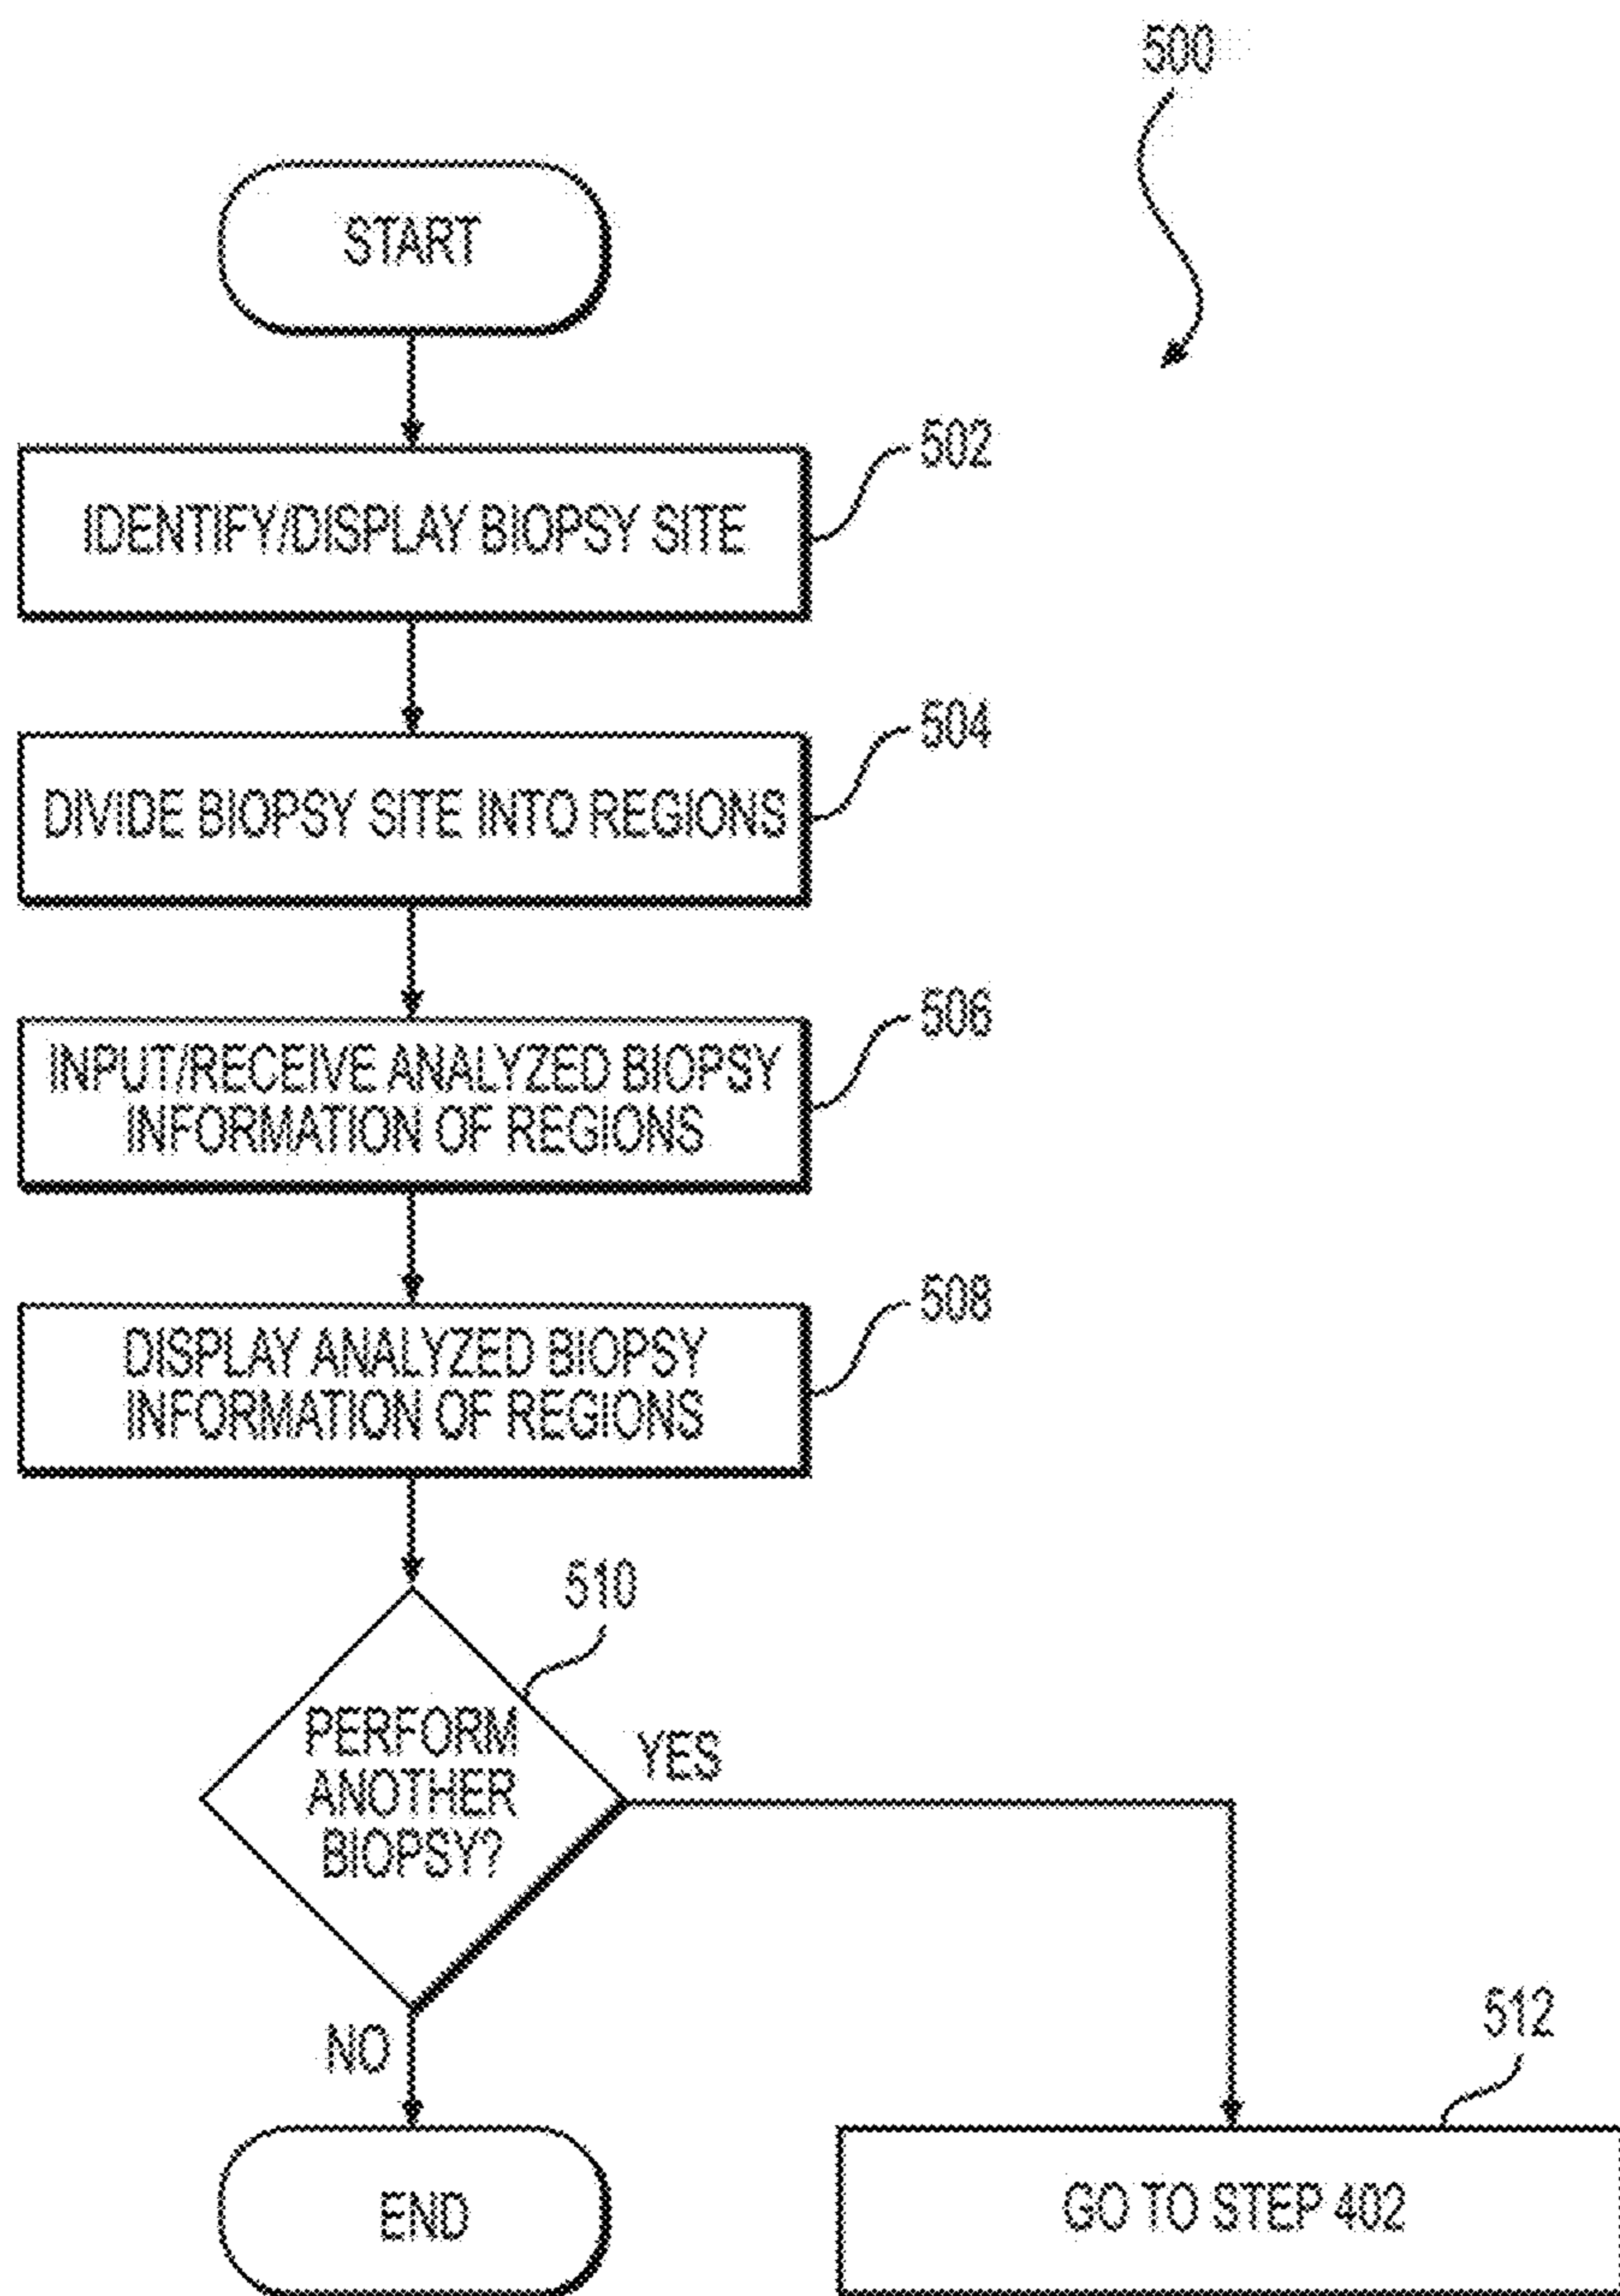 500
START
502
IDENTIFY/DISPLAY BIOPSY SITE
504
DIVIDE BIOPSY SITE INTO REGIONS
506
INPUT/RECEIVE ANALYZED BIOPSY
INFORMATION OF REGIONS
508
DISPLAY ANALYZED BIOPSY
INFORMATION OF REGIONS
510
PERFORM
ANOTHER
BIOPSY?
YES
NO
512
END
GO TO STEP 402